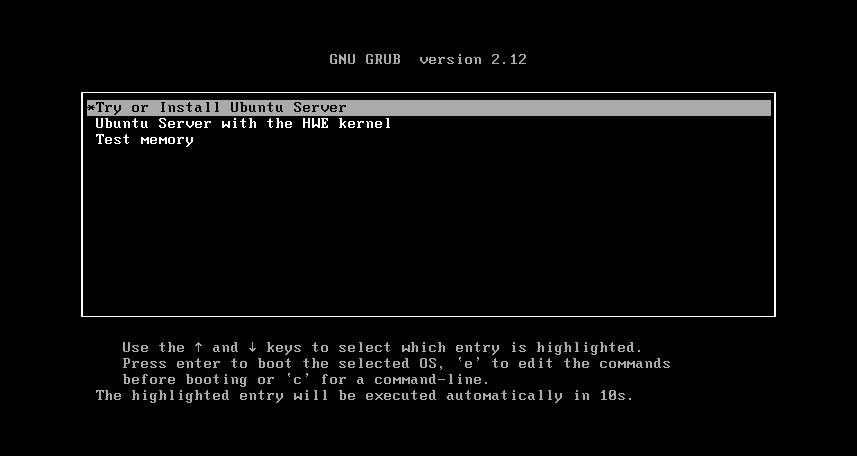 GNU GRUB  version 2.12
*Try or Install Ubuntu Server
Ubuntu Server with the HWE kernel
Test memory
Use the ↑ and ↓ keys to select which entry is highlighted.
Press enter to boot the selected OS, `e' to edit the commands
before booting or `c' for a command-line.
The highlighted entry will be executed automatically in 10s.